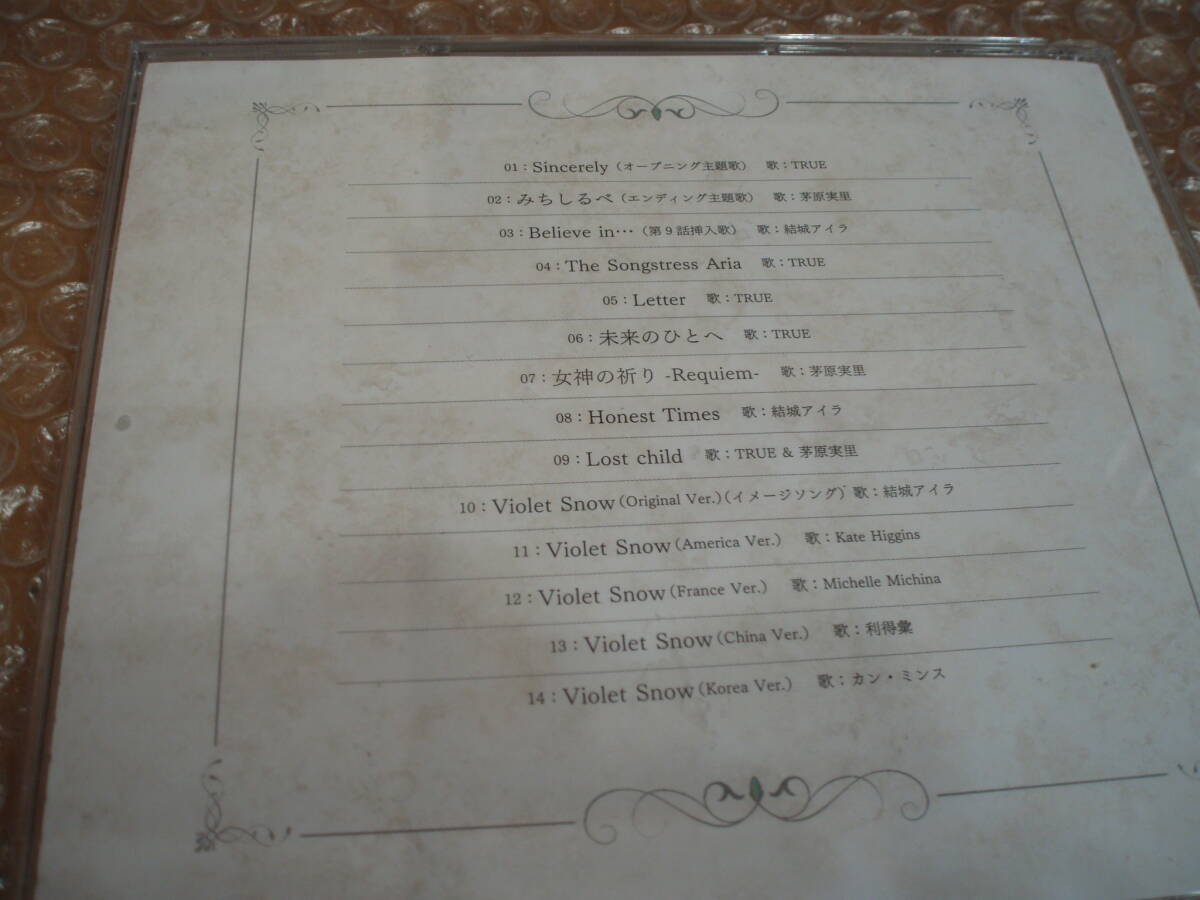 01：Sincerely（オープニング主題歌） 歌：TRUE
02：みちしるべ（エンディング主題歌） 歌：茅原実里
03：Believe in…（第9話挿入歌） 歌：結城アイラ
04：The Songstress Aria 歌：TRUE
05：Letter 歌：TRUE
06：未来のひとへ 歌：TRUE
07：女神の祈り -Requiem- 歌：茅原実里
08：Honest Times 歌：結城アイラ
09：Lost child 歌：TRUE & 茅原実里
10：Violet Snow（Original Ver.）（イメージソング） 歌：結城アイラ
11：Violet Snow（America Ver.） 歌：Kate Higgins
12：Violet Snow（France Ver.） 歌：Michelle Michina
13：Violet Snow（China Ver.） 歌：利得彙
14：Violet Snow（Korea Ver.） 歌：カン・ミンス